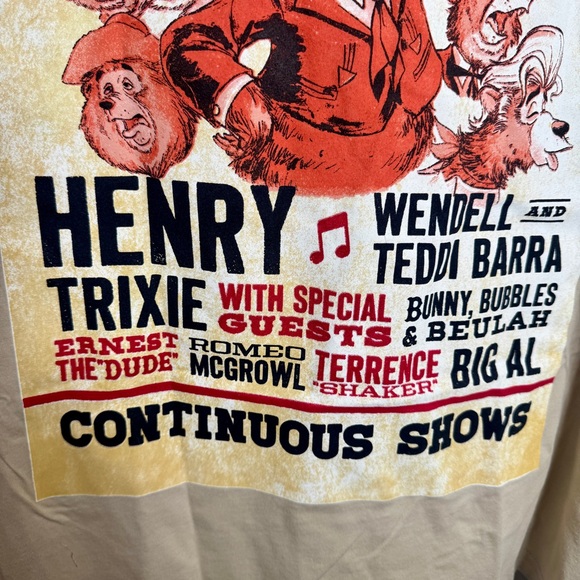 HENRY
WENDELL AND
TEDDI BARRA
TRIXIE
WITH SPECIAL
GUESTS
BUNNY, BUBBLES
& BEULAH
ERNEST
THE "DUDE"
ROMEO
MCGROWL
TERRENCE
"SHAKER"
BIG AL
CONTINUOUS SHOWS